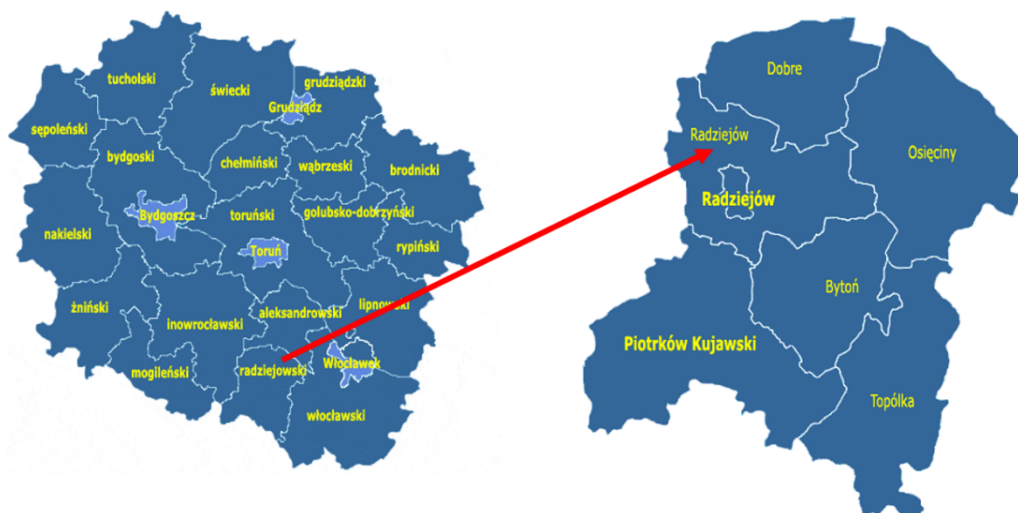 tucholski
świecki
grudziądzki
Grudziądz
sępoleński
bydgoski
chełmiński
wąbrzeski
brodnicki
Bydgoszcz
toruński
golubsko-dobrzyński
nakielski
Toruń
rypiński
żniński
inowrocławski
aleksandrowski
lipnowski
mogileński
radziejowski
Włocławek
włocławski
Dobre
Radziejów
Osięciny
Radziejów
Bytoń
Piotrków Kujawski
Topólka